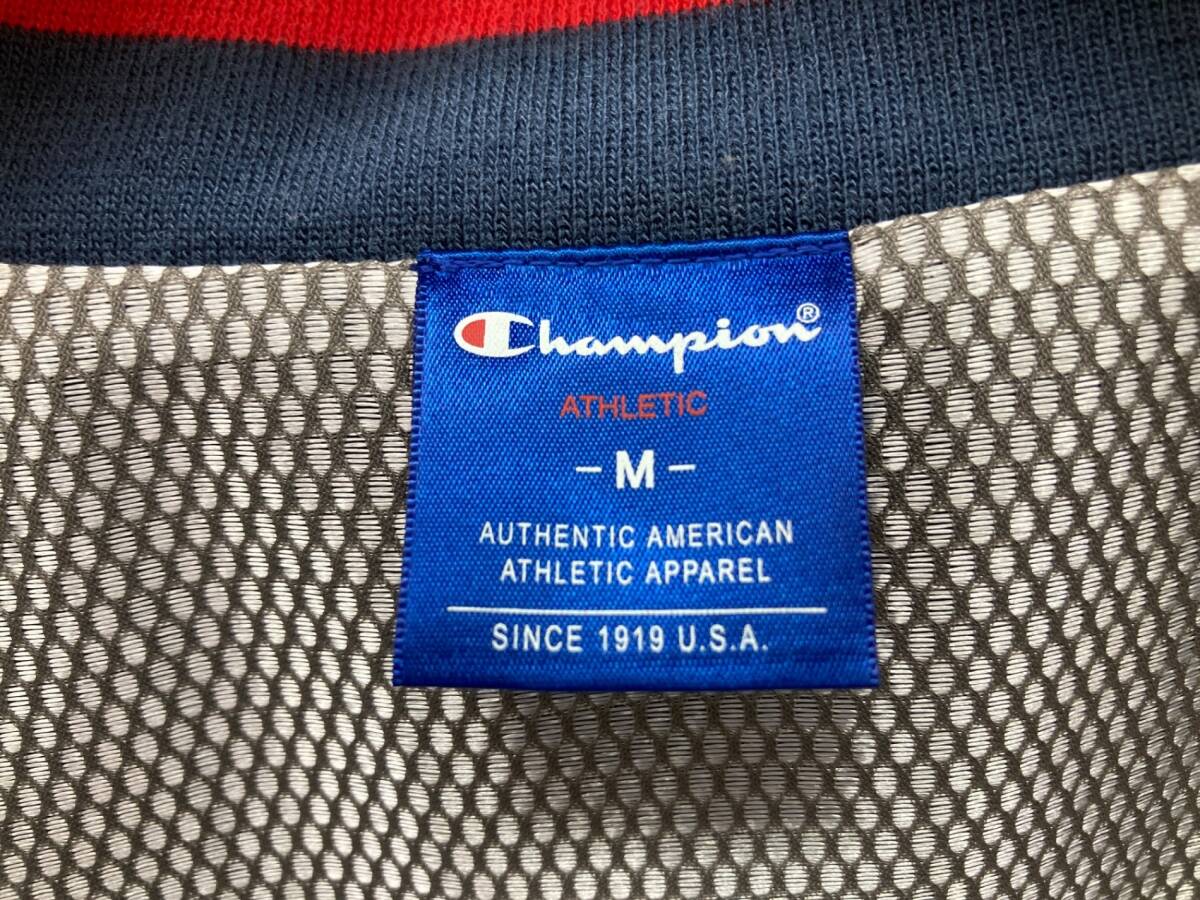 Champion®
ATHLETIC
- M -
AUTHENTIC AMERICAN
ATHLETIC APPAREL
SINCE 1919 U.S.A.